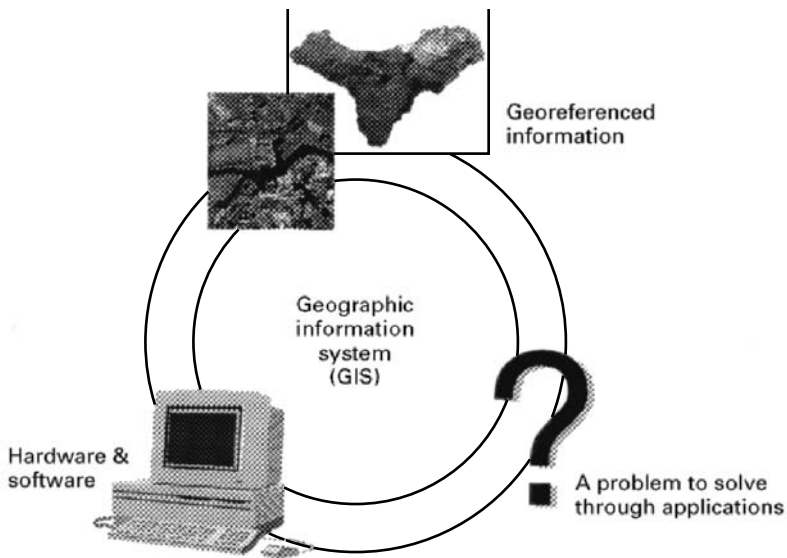 Georeferenced
information
Geographic
information
system
(GIS)
Hardware &
software
A problem to solve
through applications